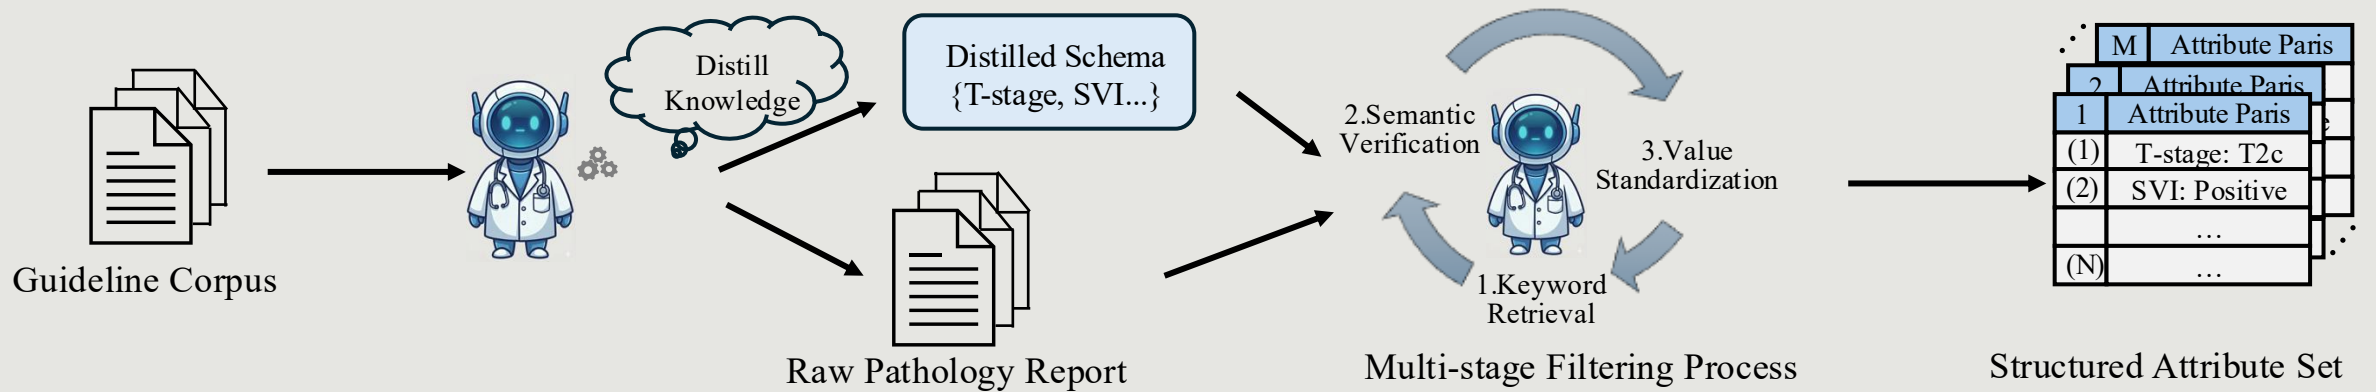 Guideline Corpus
Distill
Knowledge
Distilled Schema
{T-stage, SVI...}
Raw Pathology Report
2.Semantic
Verification
3.Value
Standardization
1.Keyword
Retrieval
Multi-stage Filtering Process
M Attribute Paris
2 Attribute Paris
1 Attribute Paris
(1) T-stage: T2c
(2) SVI: Positive
...
(N) ...
Structured Attribute Set